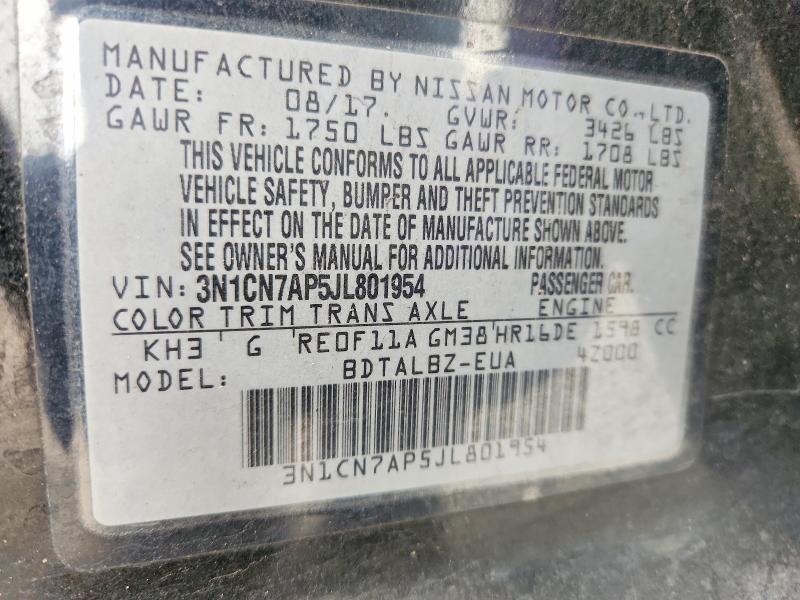 MANUFACTURED BY NISSAN MOTOR CO., LTD.
DATE: 08/17. GVWR: 3426 LBS
GAWR FR: 1750 LBS GAWR RR: 1708 LBS
THIS VEHICLE CONFORMS TO ALL APPLICABLE FEDERAL MOTOR
VEHICLE SAFETY, BUMPER AND THEFT PREVENTION STANDARDS
IN EFFECT ON THE DATE OF MANUFACTURE SHOWN ABOVE.
SEE OWNER'S MANUAL FOR ADDITIONAL INFORMATION.
VIN: 3N1CN7AP5JL801954 PASSENGER CAR.
COLOR TRIM TRANS AXLE ENGINE
KH3 G RE0F11A GM38 HR16DE 1598 CC
MODEL: BDTALBZ-EUA 4Z000
3N1CN7AP5JL801954